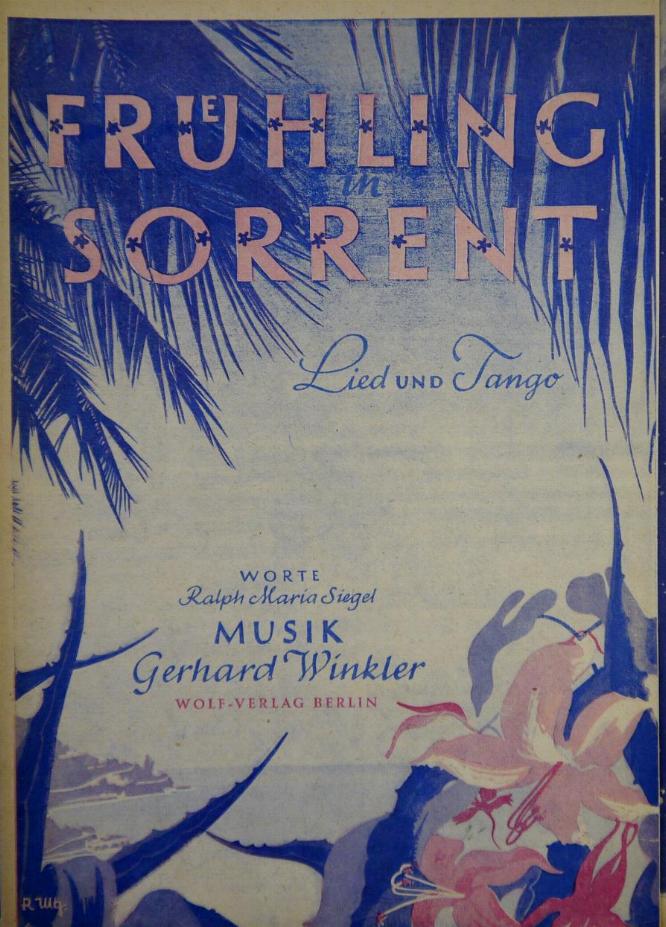 FRÜHLING
in
SORRENT
Lied UND Tango
WORTE
Ralph Maria Siegel
MUSIK
Gerhard Winkler
WOLF-VERLAG BERLIN